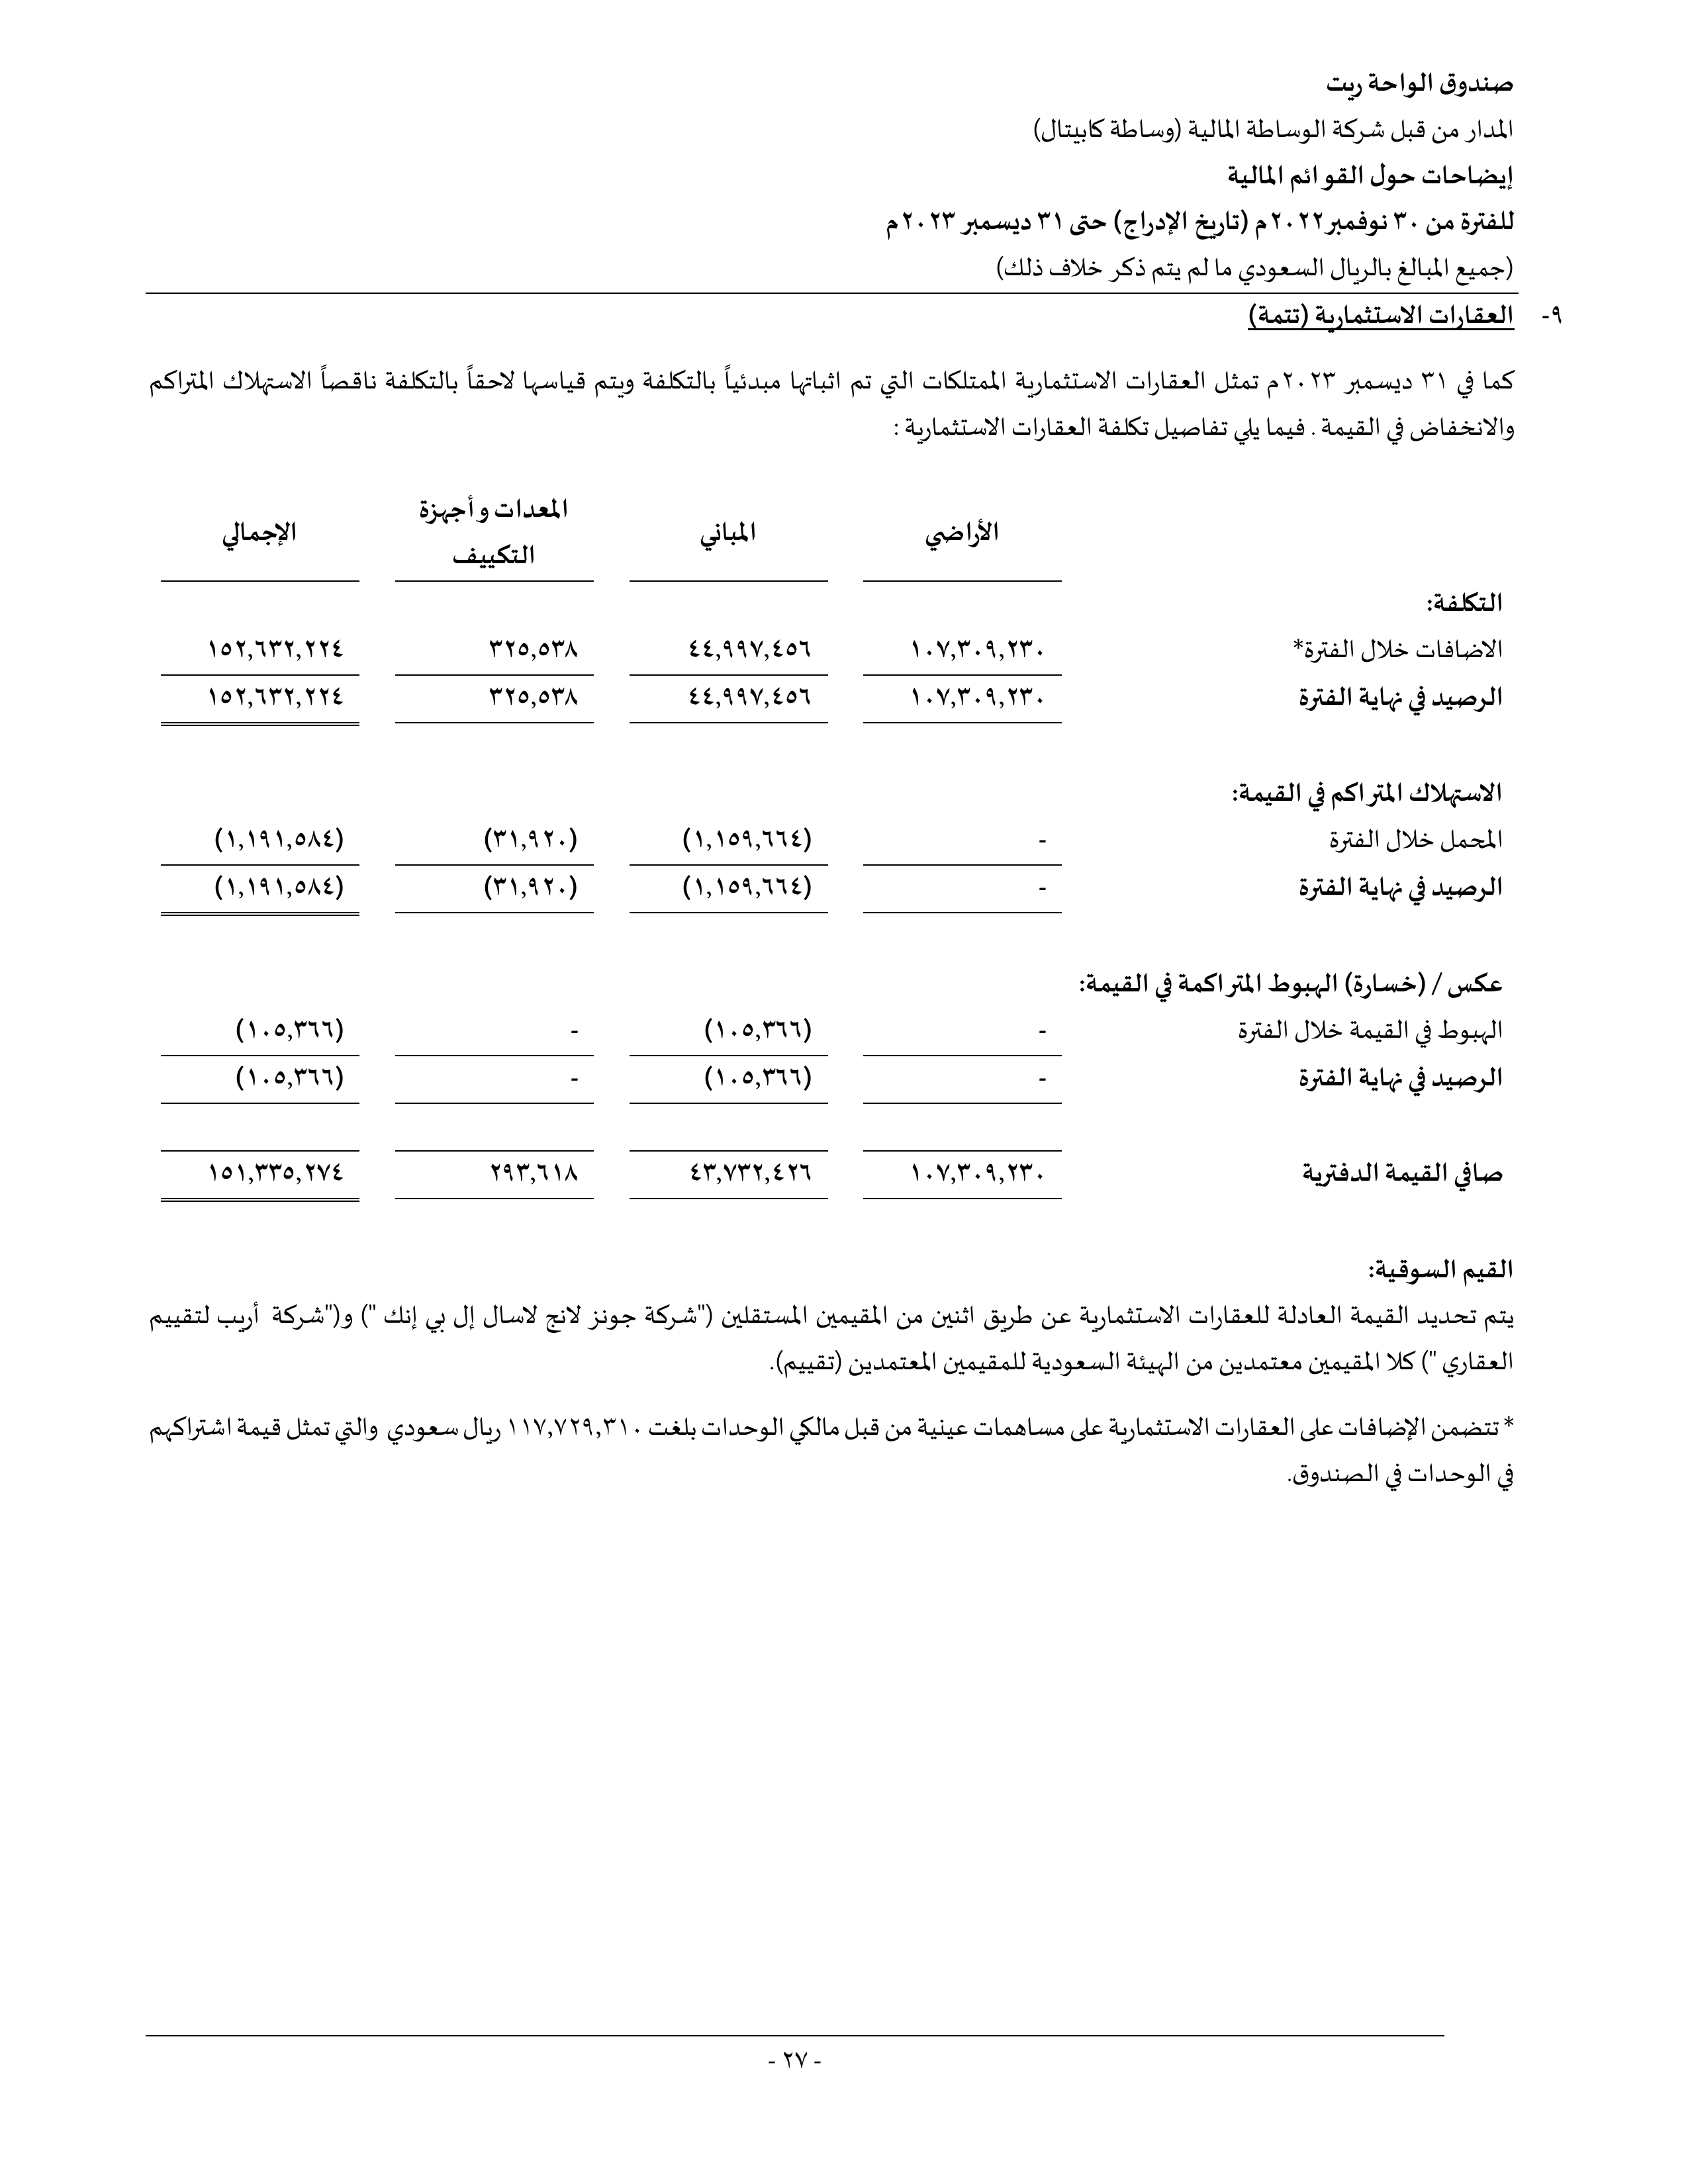 صندوق الواحة ريت
المدار من قبل شركة الوساطة المالية (وساطة كابيتال)
إيضاحات حول القوائم المالية
للفترة من ٣٠ نوفمبر٢٠٢٢م (تاريخ الإدراج) حتى ٣١ ديسمبر ٢٠٢٣م
(جميع المبالغ بالريال السعودي ما لم يتم ذكر خلاف ذلك)
٩- العقارات الاستثمارية (تتمة)
كما في ٣١ ديسمبر ٢٠٢٣م تمثل العقارات الاستثمارية الممتلكات التي تم اثباتها مبدئياً بالتكلفة ويتم قياسها لاحقاً بالتكلفة ناقصاً الاستهلاك المتراكم
والانخفاض في القيمة . فيما يلي تفاصيل تكلفة العقارات الاستثمارية :
الأراضي المباني المعدات وأجهزة التكييف الإجمالي
التكلفة:
الاضافات خلال الفترة* ١٠٧,٣٠٩,٢٣٠ ٤٤,٩٩٧,٤٥٦ ٣٢٥,٥٣٨ ١٥٢,٦٣٢,٢٢٤
الرصيد في نهاية الفترة ١٠٧,٣٠٩,٢٣٠ ٤٤,٩٩٧,٤٥٦ ٣٢٥,٥٣٨ ١٥٢,٦٣٢,٢٢٤
الاستهلاك المتراكم في القيمة:
المحمل خلال الفترة - (١,١٥٩,٦٦٤) (٣١,٩٢٠) (١,١٩١,٥٨٤)
الرصيد في نهاية الفترة - (١,١٥٩,٦٦٤) (٣١,٩٢٠) (١,١٩١,٥٨٤)
عكس / (خسارة) الهبوط المتراكمة في القيمة:
الهبوط في القيمة خلال الفترة - (١٠٥,٣٦٦) - (١٠٥,٣٦٦)
الرصيد في نهاية الفترة - (١٠٥,٣٦٦) - (١٠٥,٣٦٦)
صافي القيمة الدفترية ١٠٧,٣٠٩,٢٣٠ ٤٣,٧٣٢,٤٢٦ ٢٩٣,٦١٨ ١٥١,٣٣٥,٢٧٤
القيم السوقية:
يتم تحديد القيمة العادلة للعقارات الاستثمارية عن طريق اثنين من المقيمين المستقلين ("شركة جونز لانج لاسال إل بي إنك ") و("شركة أريب لتقييم
العقاري ") كلا المقيمين معتمدين من الهيئة السعودية للمقيمين المعتمدين (تقييم).
* تتضمن الإضافات على العقارات الاستثمارية على مساهمات عينية من قبل مالكي الوحدات بلغت ١١٧,٧٢٩,٣١٠ ريال سعودي والتي تمثل قيمة اشتراكهم
في الوحدات في الصندوق.
- ٢٧ -